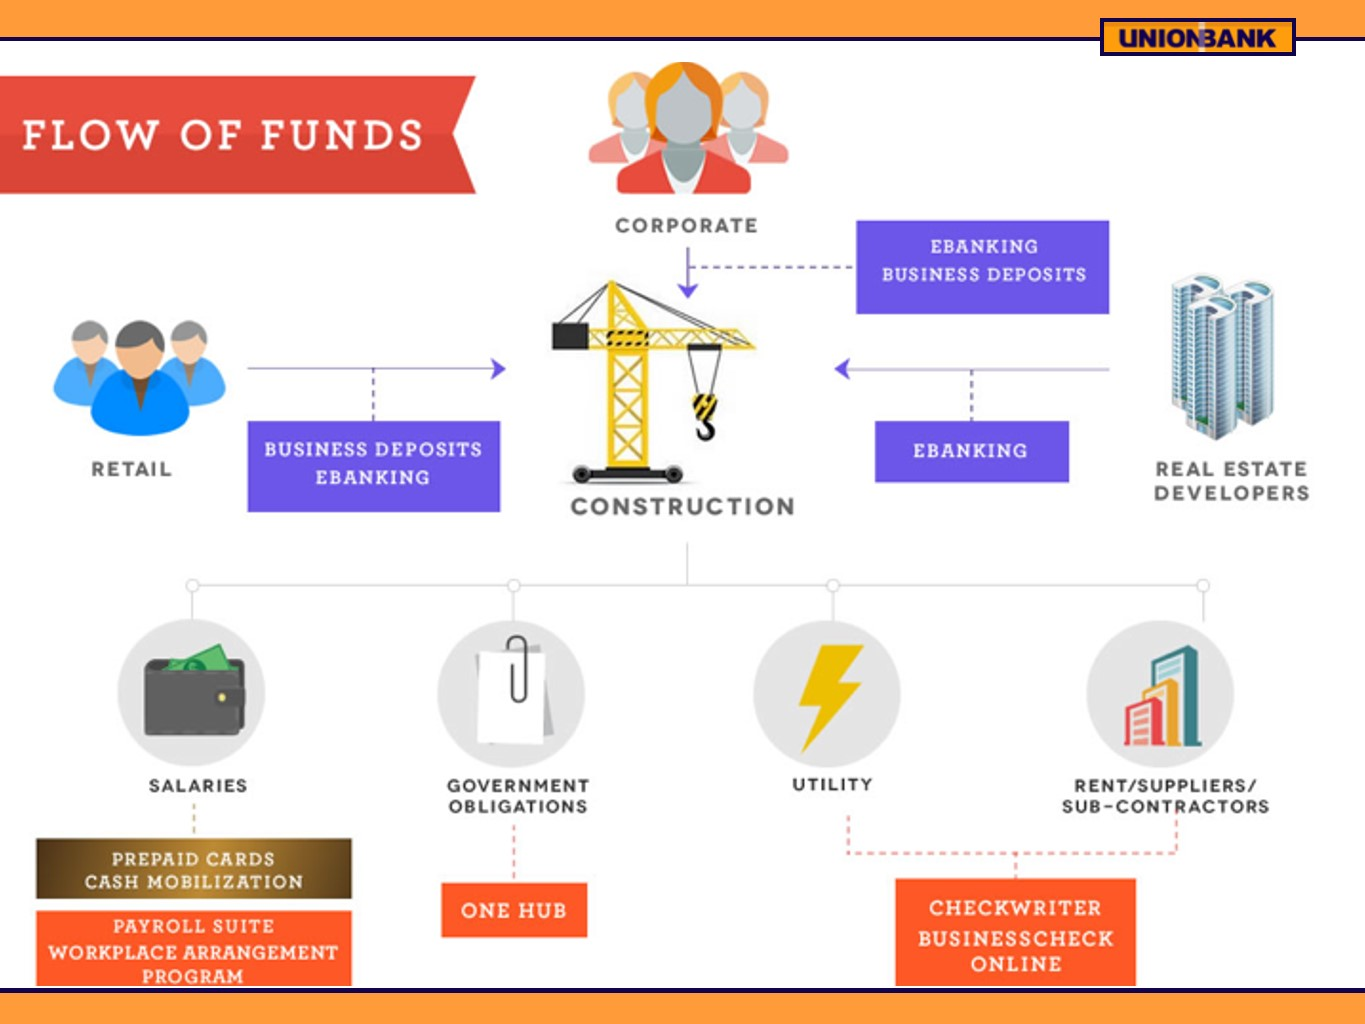 UNIONBANK
FLOW OF FUNDS
CORPORATE
EBANKING
BUSINESS DEPOSITS
RETAIL
BUSINESS DEPOSITS
EBANKING
CONSTRUCTION
EBANKING
REAL ESTATE
DEVELOPERS
SALARIES
GOVERNMENT
OBLIGATIONS
UTILITY
RENT/SUPPLIERS/
SUB-CONTRACTORS
PREPAID CARDS
CASH MOBILIZATION
PAYROLL SUITE
WORKPLACE ARRANGEMENT
PROGRAM
ONE HUB
CHECKWRITER
BUSINESSCHECK
ONLINE